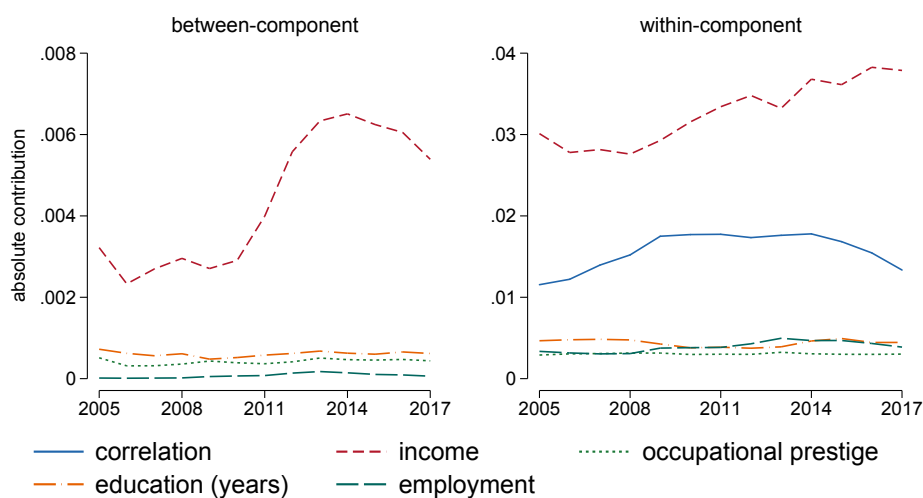 between-component
within-component
absolute contribution
.008
.006
.004
.002
0
2005 2008 2011 2014 2017
.04
.03
.02
.01
0
2005 2008 2011 2014 2017
correlation income occupational prestige
education (years) employment